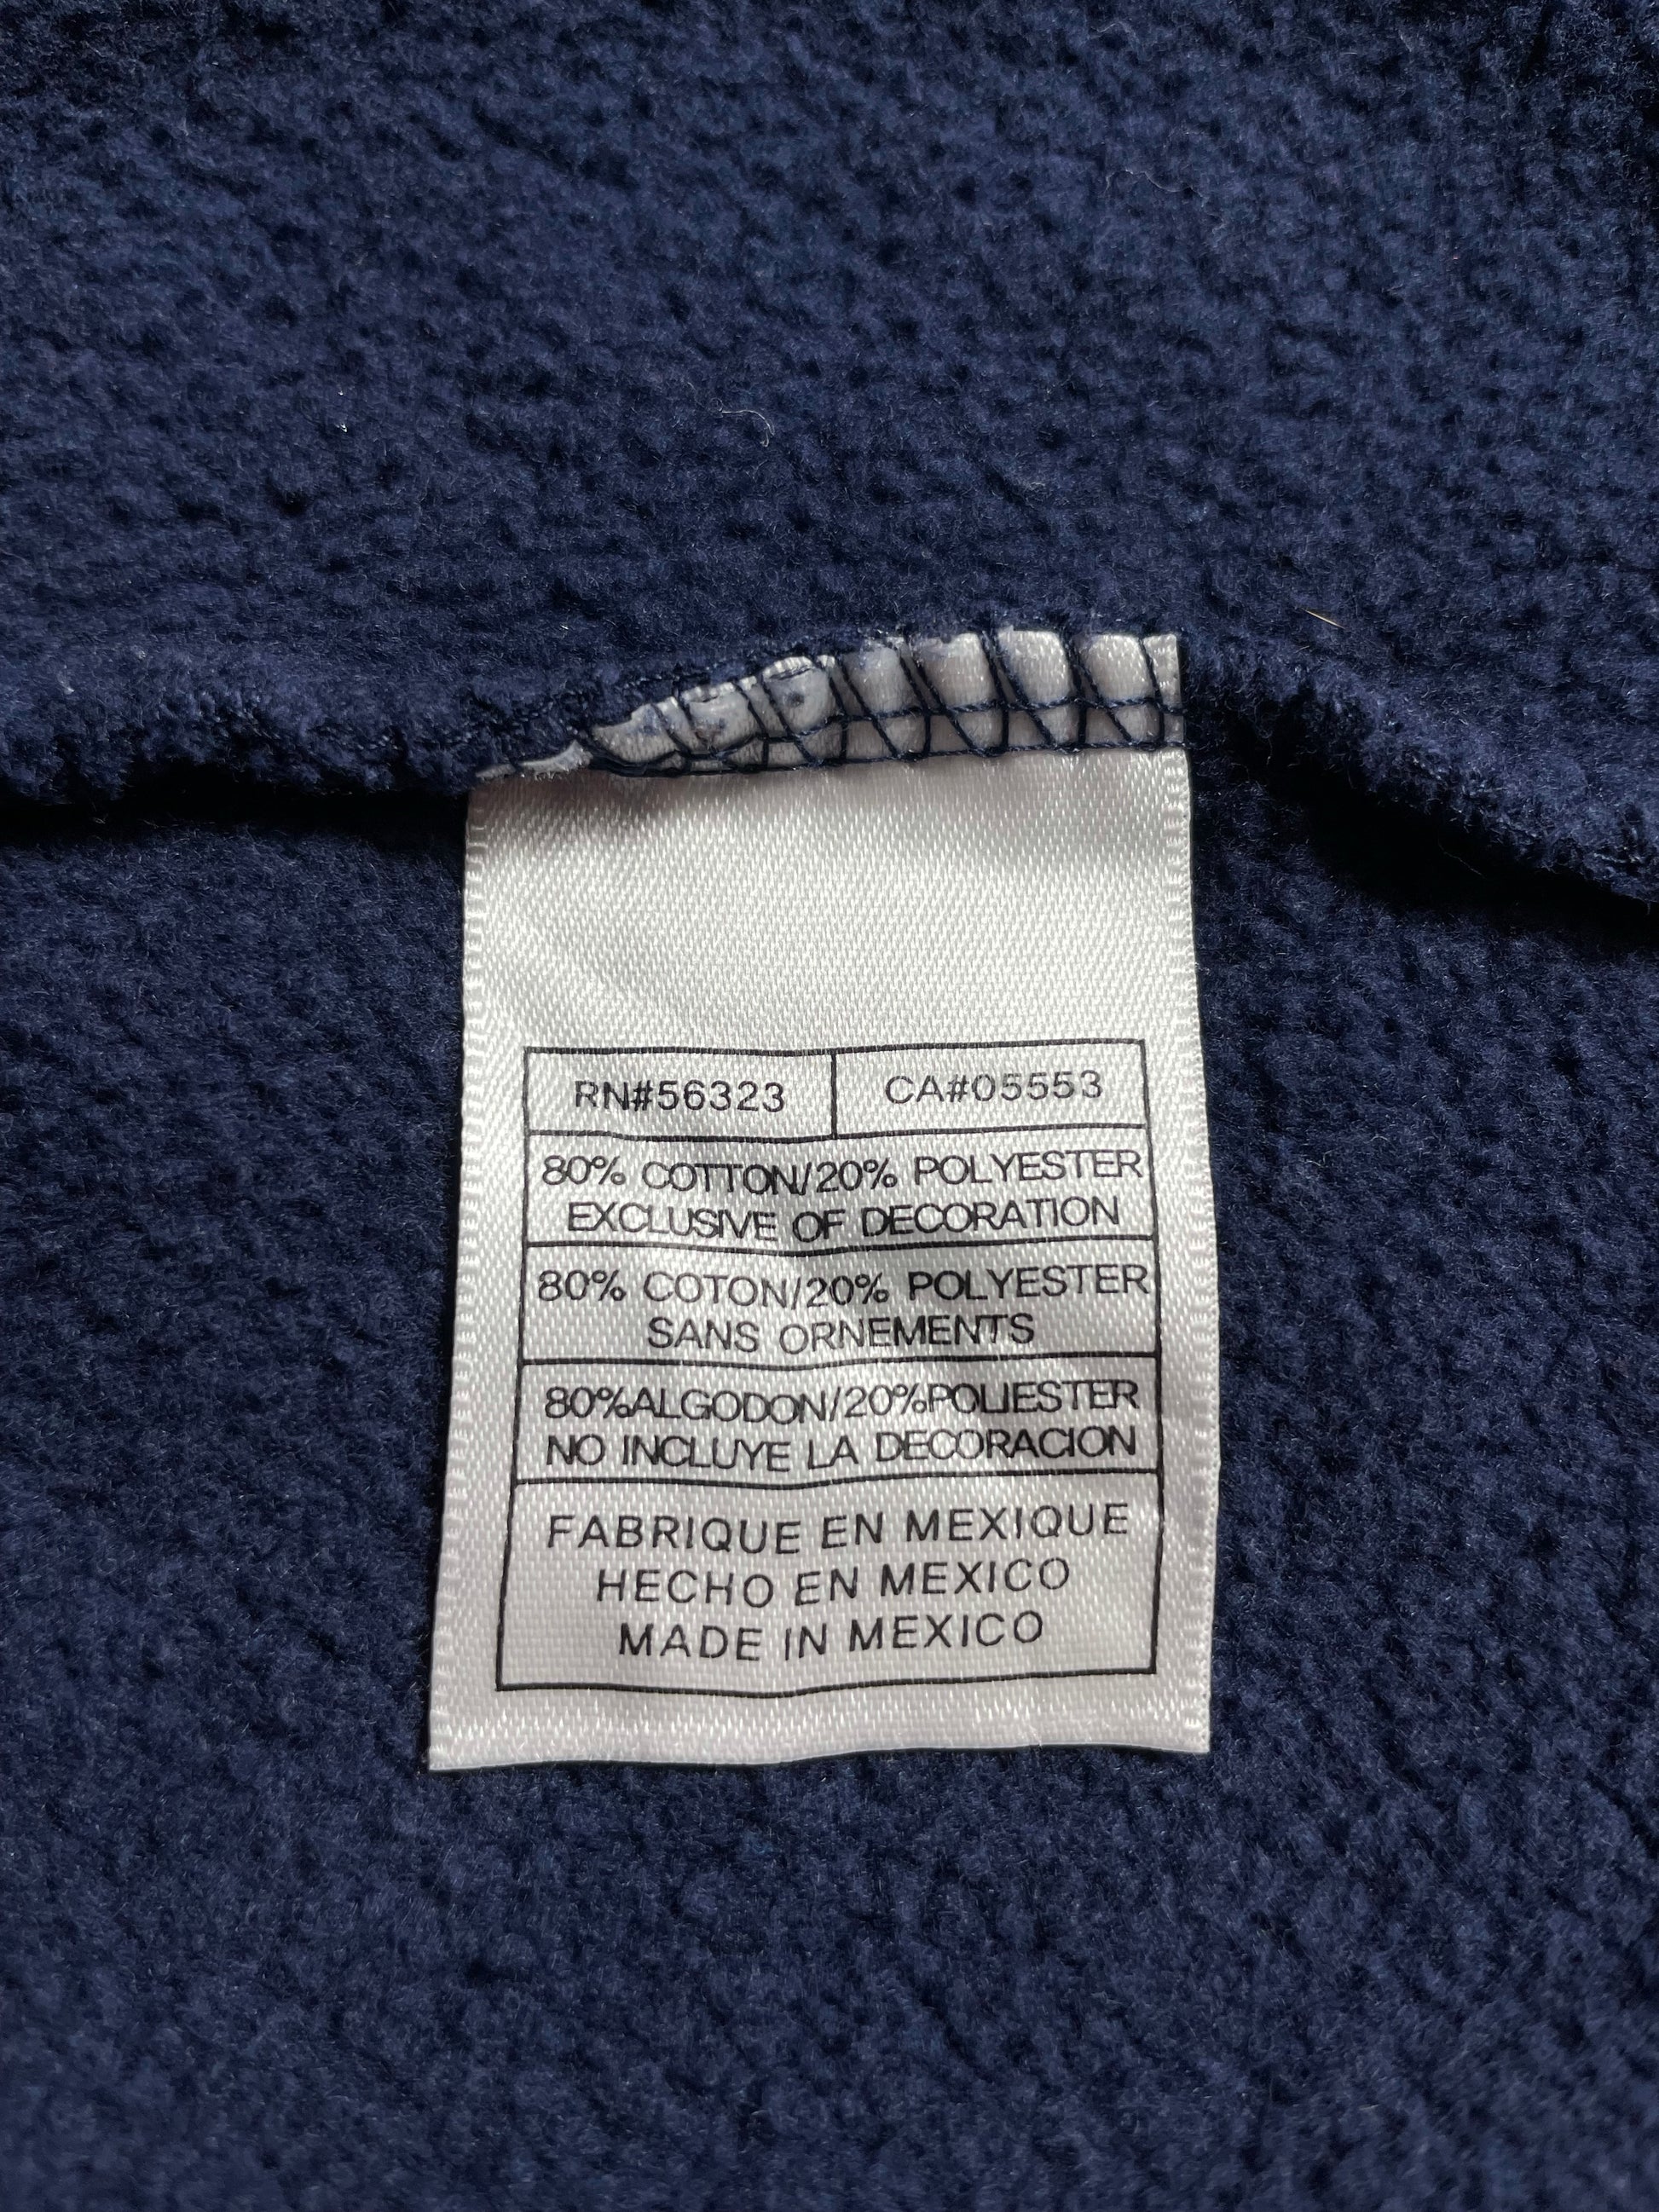 RN#56323 CA#05553
80% COTTON/20% POLYESTER
EXCLUSIVE OF DECORATION
80% COTON/20% POLYESTER
SANS ORNEMENTS
80%ALGODON/20%POLIESTER
NO INCLUYE LA DECORACION
FABRIQUE EN MEXIQUE
HECHO EN MEXICO
MADE IN MEXICO